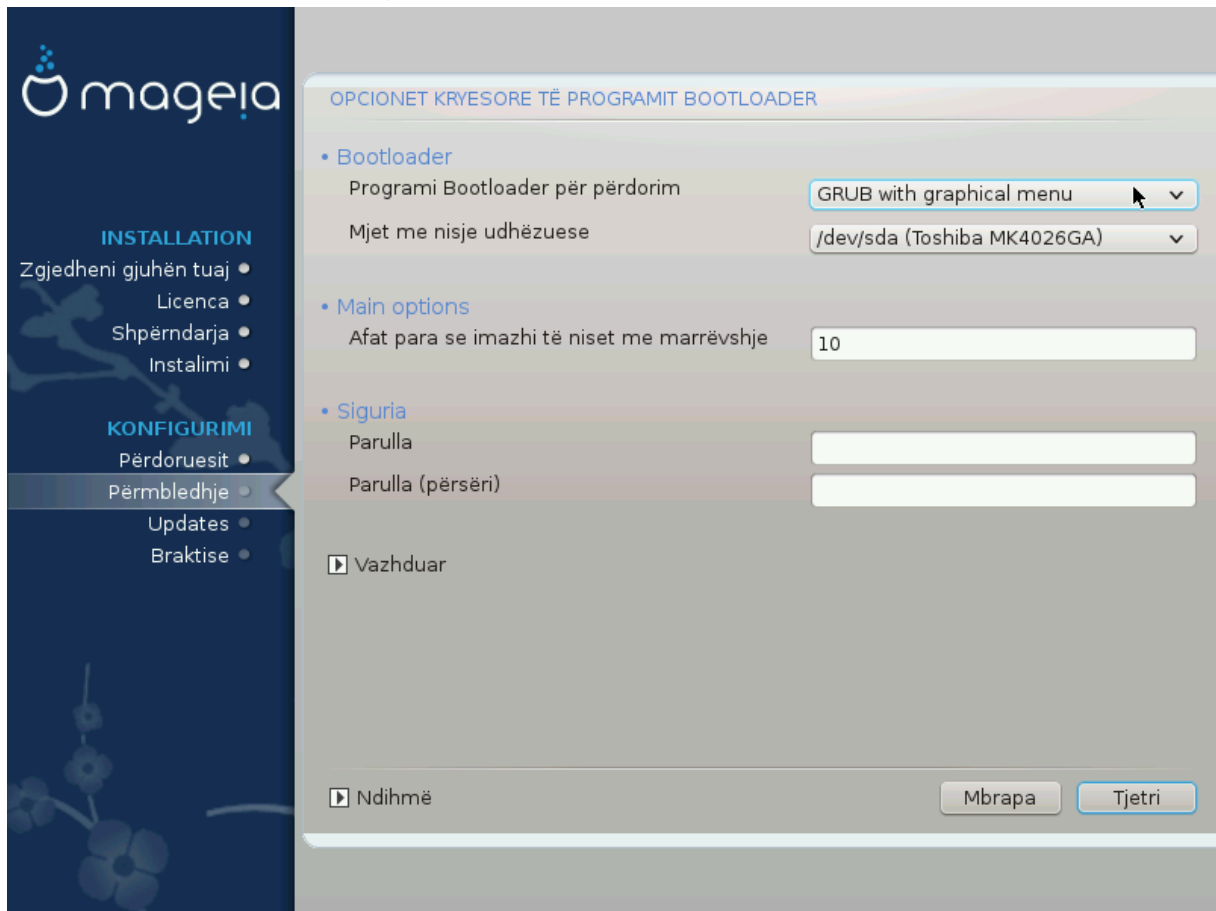 mageia
INSTALLATION
Zgjedheni gjuhën tuaj
Licenca
Shpërndarja
Instalimi
KONFIGURIMI
Përdoruesit
Përmbledhje
Updates
Braktise
OPCIONET KRYESORE TË PROGRAMIT BOOTLOADER
• Bootloader
Programi Bootloader për përdorim GRUB with graphical menu
Mjet me nisje udhëzuese /dev/sda (Toshiba MK4026GA)
• Main options
Afat para se imazhi të niset me marrëvshje 10
• Siguria
Parulla
Parulla (përsëri)
Vazhduar
Ndihmë Mbrapa Tjetri